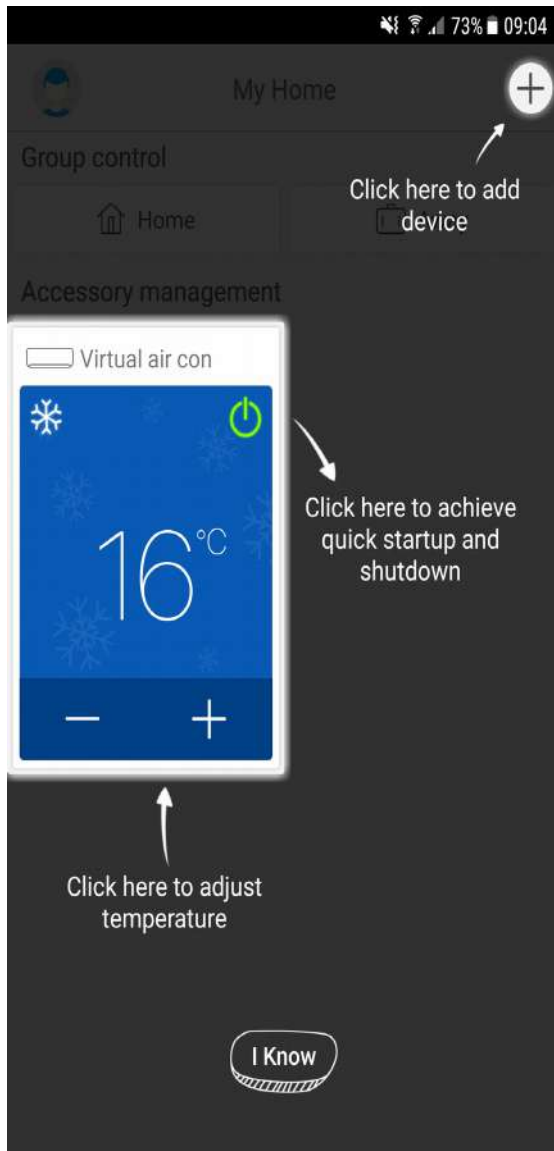 73% 09:04
My Home
Group control
Click here to add
device
Home
Accessory management
Virtual air con
16°C
Click here to achieve
quick startup and
shutdown
− +
Click here to adjust
temperature
I Know